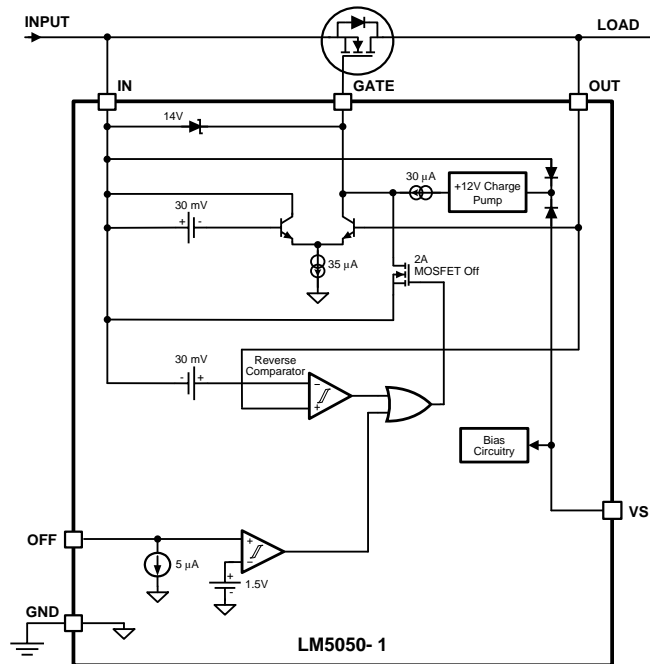 INPUT
LOAD
IN
GATE
OUT
14V
30 μA
+12V Charge
Pump
30 mV
+ -
35 μA
2A
MOSFET Off
30 mV
- +
Reverse
Comparator
−
+
Bias
Circuitry
VS
OFF
+
−
5 μA
+
-
1.5V
GND
LM5050- 1